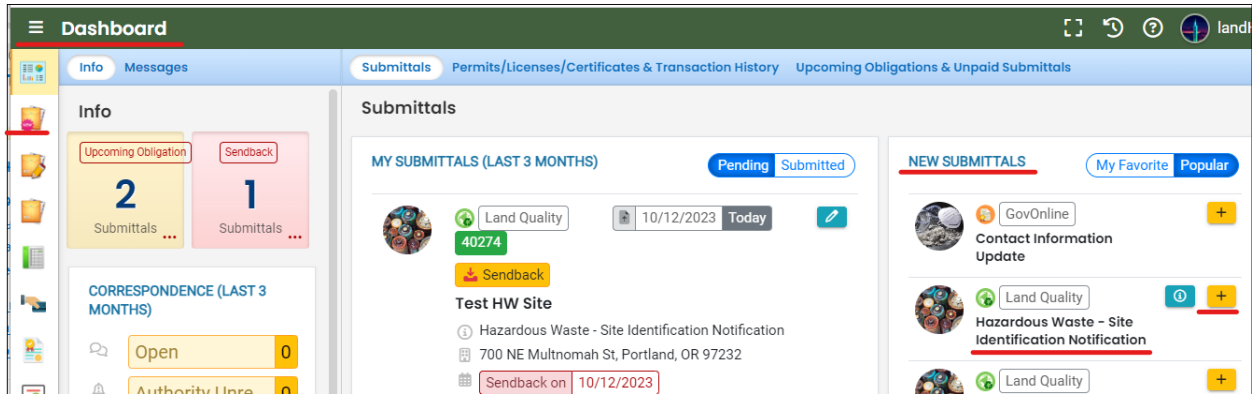 Dashboard
landH
Info Messages
Submittals Permits/Licenses/Certificates & Transaction History Upcoming Obligations & Unpaid Submittals
Info
Upcoming Obligation
2
Submittals ...
Sendback
1
Submittals ...
CORRESPONDENCE (LAST 3
MONTHS)
Open 0
Authority Unre 0
Submittals
MY SUBMITTALS (LAST 3 MONTHS) Pending Submitted
Land Quality 10/12/2023 Today
40274
Sendback
Test HW Site
Hazardous Waste - Site Identification Notification
700 NE Multnomah St, Portland, OR 97232
Sendback on 10/12/2023
NEW SUBMITTALS My Favorite Popular
GovOnline +
Contact Information
Update
Land Quality +
Hazardous Waste - Site
Identification Notification
Land Quality +